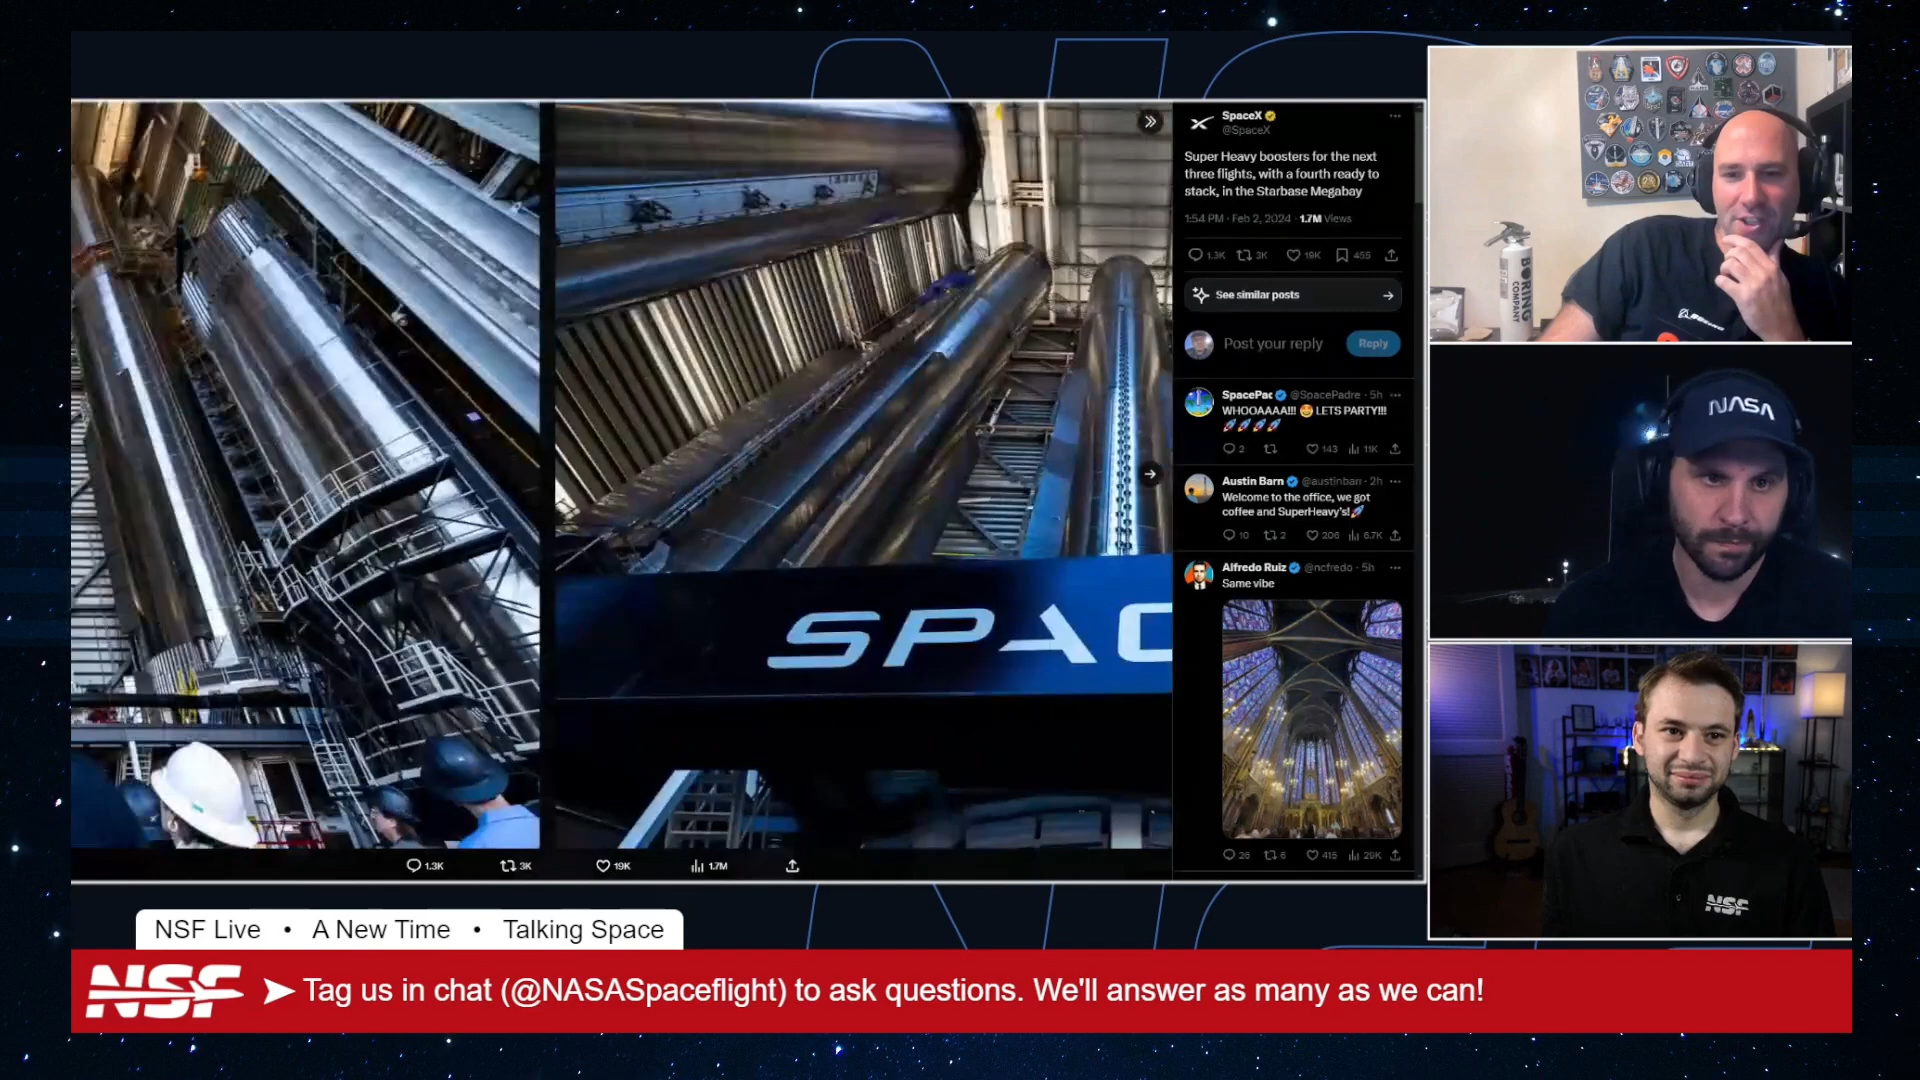 SPAC
SpaceX
@SpaceX
Super Heavy boosters for the next
three flights, with a fourth ready to
stack, in the Starbase Megabay
1:54 PM · Feb 2, 2024 · 1.7M Views
1.3K 3K 19K 455
See similar posts
Post your reply Reply
SpacePac @SpacePadre · 5h
WHOOAAAA!!! 🤩 LETS PARTY!!!
🚀🚀🚀🚀
2 143 11K
Austin Barn @austinbarr · 2h
Welcome to the office, we got
coffee and SuperHeavy's!🚀
10 2 206 6.7K
Alfredo Ruiz @ncfredo · 5h
Same vibe
26 6 415 29K
1.3K 3K 19K 1.7M
BORING
COMPANY
NASA
NSF
NSF Live • A New Time • Talking Space
NSF
Tag us in chat (@NASASpaceflight) to ask questions. We'll answer as many as we can!